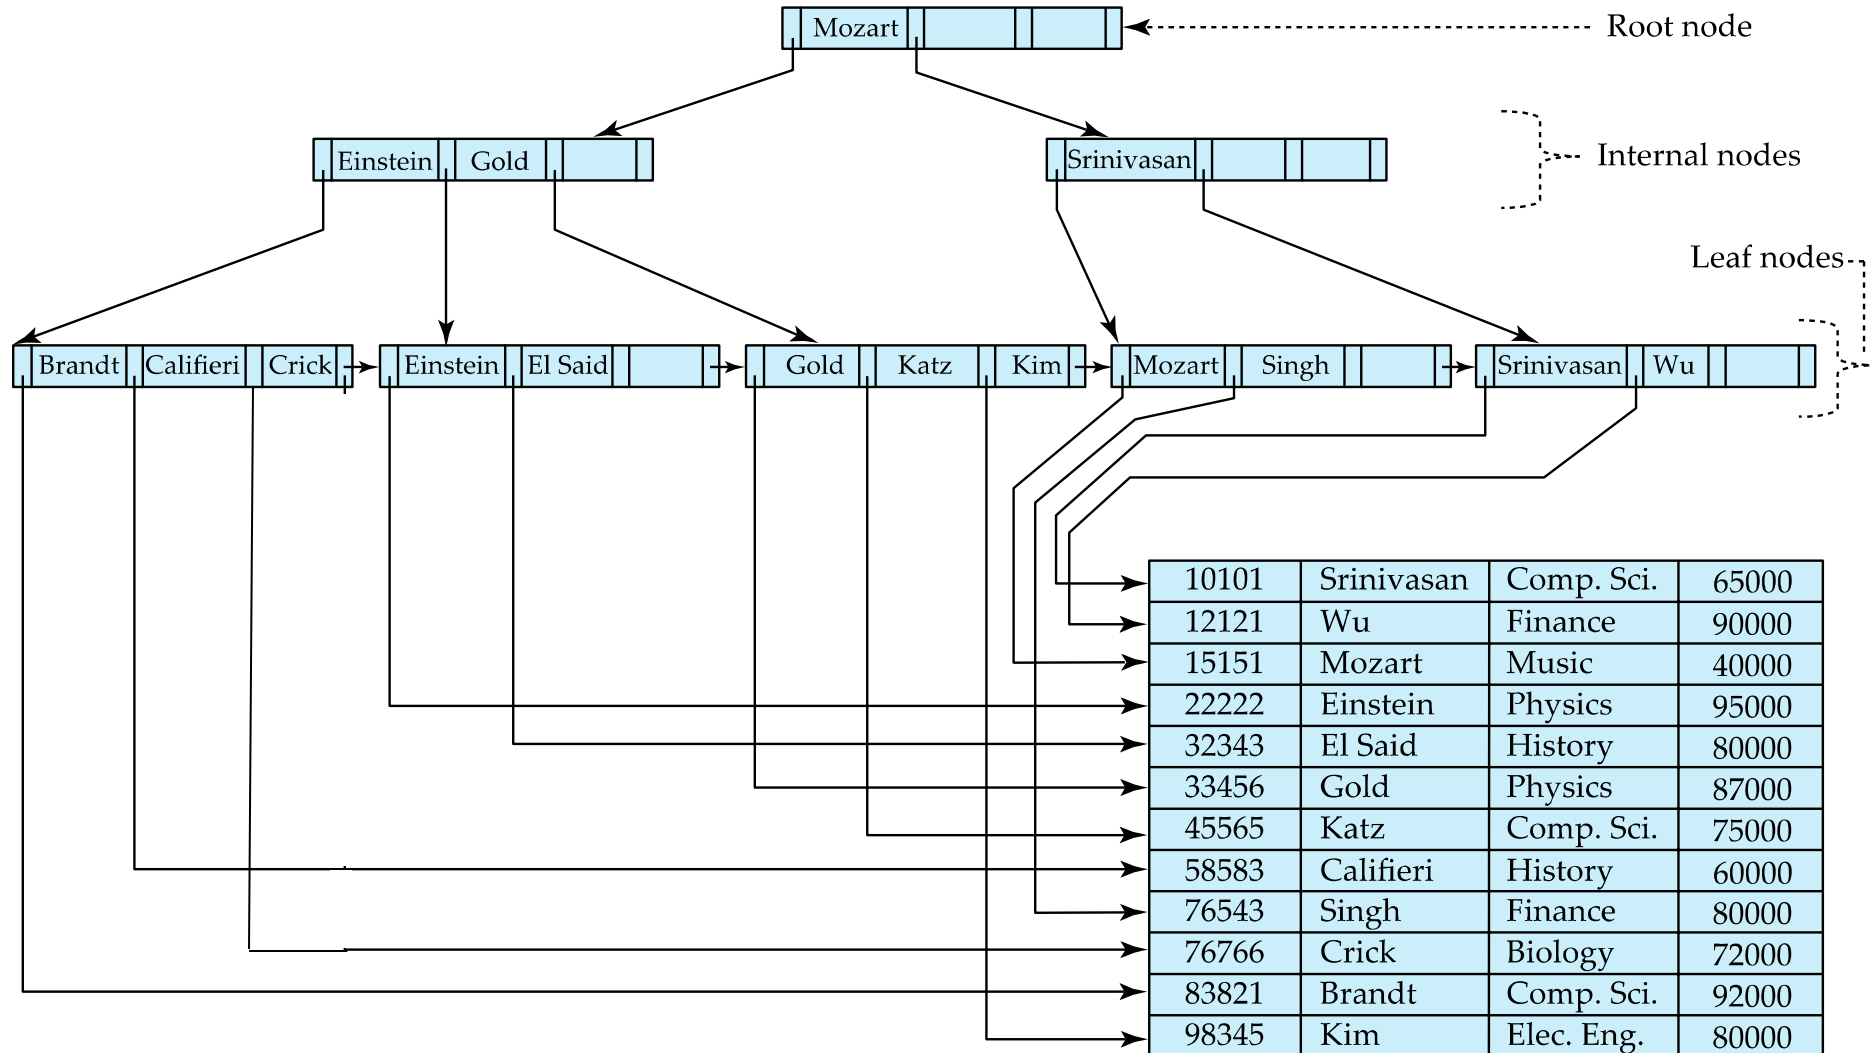 Mozart
Root node
Einstein Gold
Srinivasan
Internal nodes
Leaf nodes
Brandt Califieri Crick
Einstein El Said
Gold Katz Kim
Mozart Singh
Srinivasan Wu
10101 Srinivasan Comp. Sci. 65000
12121 Wu Finance 90000
15151 Mozart Music 40000
22222 Einstein Physics 95000
32343 El Said History 80000
33456 Gold Physics 87000
45565 Katz Comp. Sci. 75000
58583 Califieri History 60000
76543 Singh Finance 80000
76766 Crick Biology 72000
83821 Brandt Comp. Sci. 92000
98345 Kim Elec. Eng. 80000